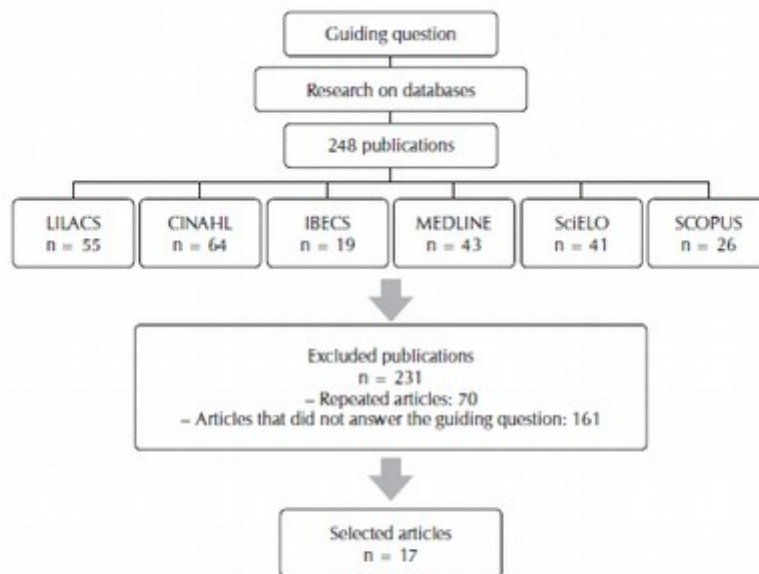 Guiding question
Research on databases
248 publications
LILACS
n = 55
CINAHL
n = 64
IBECS
n = 19
MEDLINE
n = 43
SciELO
n = 41
SCOPUS
n = 26
Excluded publications
n = 231
– Repeated articles: 70
– Articles that did not answer the guiding question: 161
Selected articles
n = 17